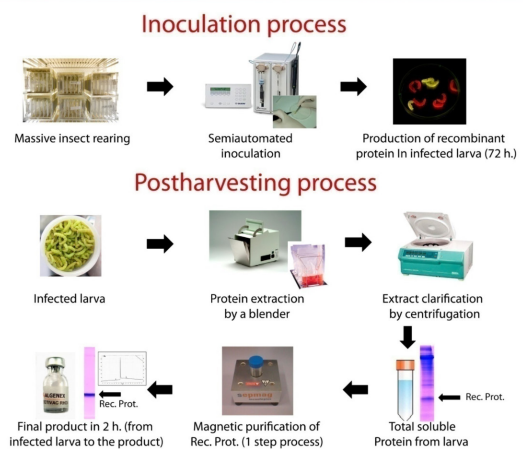 Inoculation process
Massive insect rearing
Semiautomated
inoculation
Production of recombinant
protein In infected larva (72 h.)
Postharvesting process
Infected larva
Protein extraction
by a blender
Extract clarification
by centrifugation
ALGENEX
Rec. Prot.
sepmag
Rec. Prot.
Final product in 2 h. (from
infected larva to the product)
Magnetic purification of
Rec. Prot. (1 step process)
Total soluble
Protein from larva